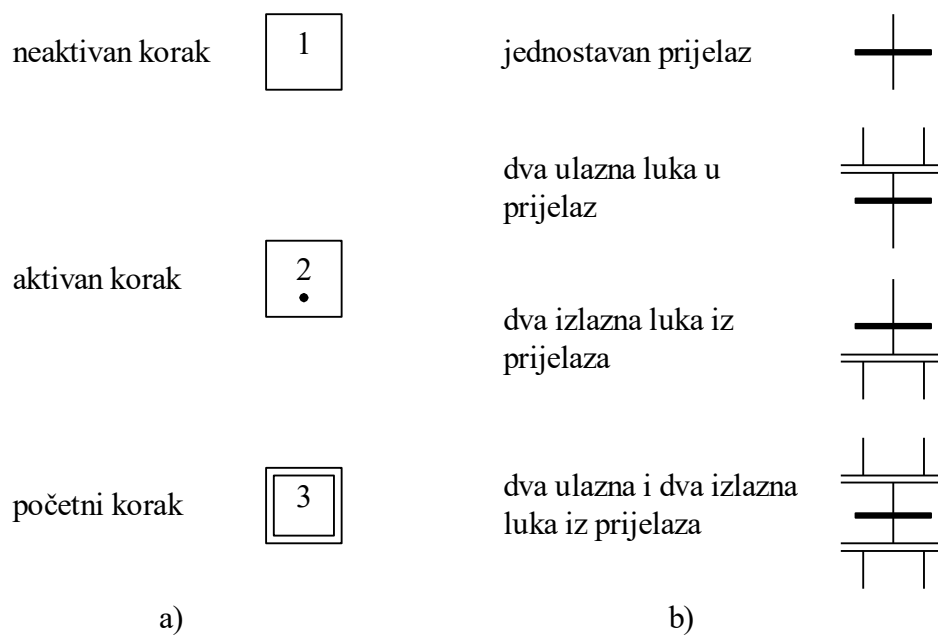 neaktivan korak
1
aktivan korak
2
početni korak
3
a)
jednostavan prijelaz
dva ulazna luka u
prijelaz
dva izlazna luka iz
prijelaza
dva ulazna i dva izlazna
luka iz prijelaza
b)